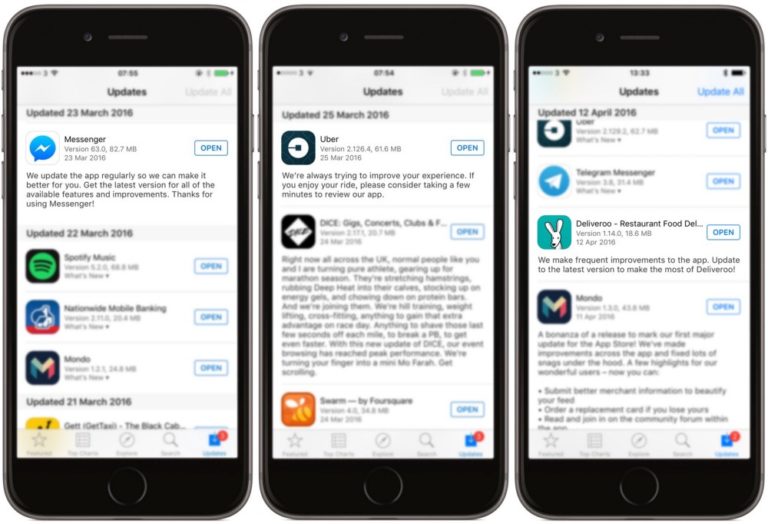 3
07:55
Updates
Update All
Updated 23 March 2016
Messenger
Version 63.0, 82.7 MB
23 Mar 2016
OPEN
We update the app regularly so we can make it
better for you. Get the latest version for all of the
available features and improvements. Thanks for
using Messenger!
Updated 22 March 2016
Spotify Music
Version 5.2.0, 68.8 MB
What's New ▾
OPEN
Nationwide Mobile Banking
Version 2.11.0, 20.4 MB
What's New ▾
OPEN
Mondo
Version 1.2.1, 24.8 MB
What's New ▾
OPEN
Updated 21 March 2016
Gett (GetTaxi) - The Black Cab...
Featured
Top Charts
Explore
Search
Updates
3
3
07:54
Updates
Update All
Updated 25 March 2016
Uber
Version 2.126.4, 61.6 MB
25 Mar 2016
OPEN
We're always trying to improve your experience. If
you enjoy your ride, please consider taking a few
minutes to review our app.
DICE
DICE: Gigs, Concerts, Clubs & F...
Version 2.17.1, 20.7 MB
24 Mar 2016
OPEN
Right now all across the UK, normal people like you
and I are turning pure athlete, gearing up for
marathon season. They're stretching hamstrings,
rubbing Deep Heat into their calves, stocking up on
energy gels, and chowing down on protein bars.
And we're joining them. We're hill training, weight
lifting, cross-fitting, anything to gain that extra
advantage on race day. Anything to shave those last
few seconds off each mile, to break a PB, to get
even faster. With this new update of DICE, our event
browsing has reached peak performance. We're
turning your finger into a mini Mo Farah. Get
scrolling.
Swarm — by Foursquare
Version 4.0, 34.8 MB
24 Mar 2016
OPEN
Featured
Top Charts
Explore
Search
Updates
3
3
13:33
Updates
Update All
Updated 12 April 2016
Uber
Version 2.129.2, 62.7 MB
What's New ▾
OPEN
Telegram Messenger
Version 3.8, 31.4 MB
What's New ▾
OPEN
Deliveroo - Restaurant Food Del...
Version 1.14.0, 18.6 MB
12 Apr 2016
OPEN
We make frequent improvements to the app. Update
to the latest version to make the most of Deliveroo!
Mondo
Version 1.3.0, 43.8 MB
11 Apr 2016
OPEN
A bonanza of a release to mark our first major
update for the App Store! We've made
improvements across the app and fixed lots of
snags under the hood. A few highlights for our
wonderful users – now you can:
• Submit better merchant information to beautify
your feed
• Order a replacement card if you lose yours
• Read and join in on the community forum within
the app
Featured
Top Charts
Explore
Search
Updates
2